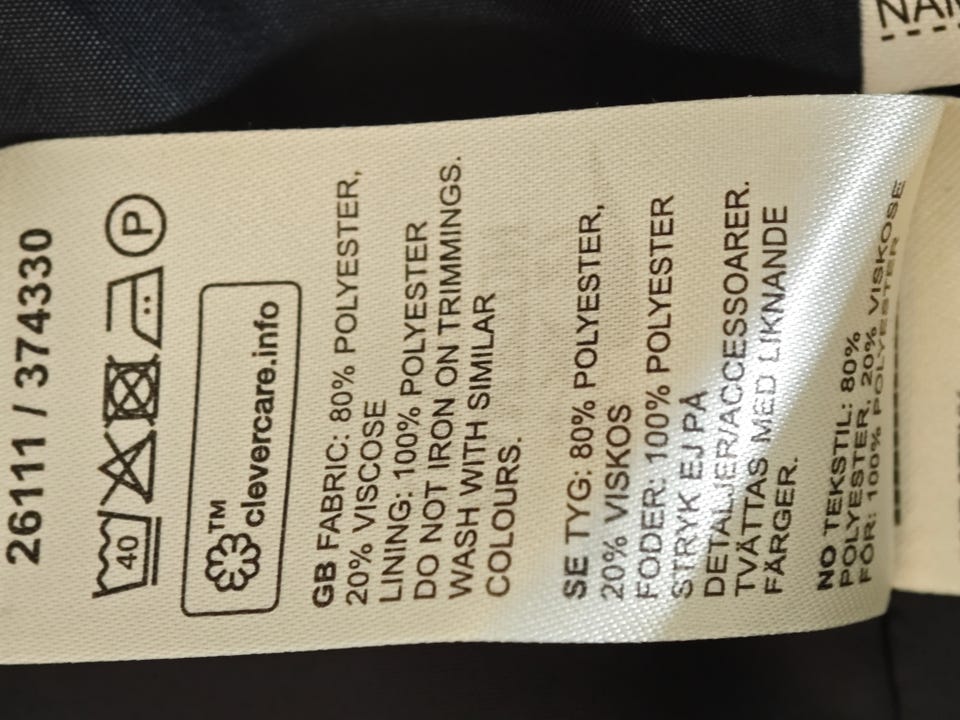 26111 / 374330
40
P
™
clevercare.info
GB FABRIC: 80% POLYESTER,
20% VISCOSE
LINING: 100% POLYESTER
DO NOT IRON ON TRIMMINGS.
WASH WITH SIMILAR
COLOURS.
SE TYG: 80% POLYESTER,
20% VISKOS
FODER: 100% POLYESTER
STRYK EJ PÅ
DETALJER/ACCESSOARER.
TVÄTTAS MED LIKNANDE
FÄRGER.
NO TEKSTIL: 80%
POLYESTER, 20% VISKOSE
FÔR: 100% POLYESTER